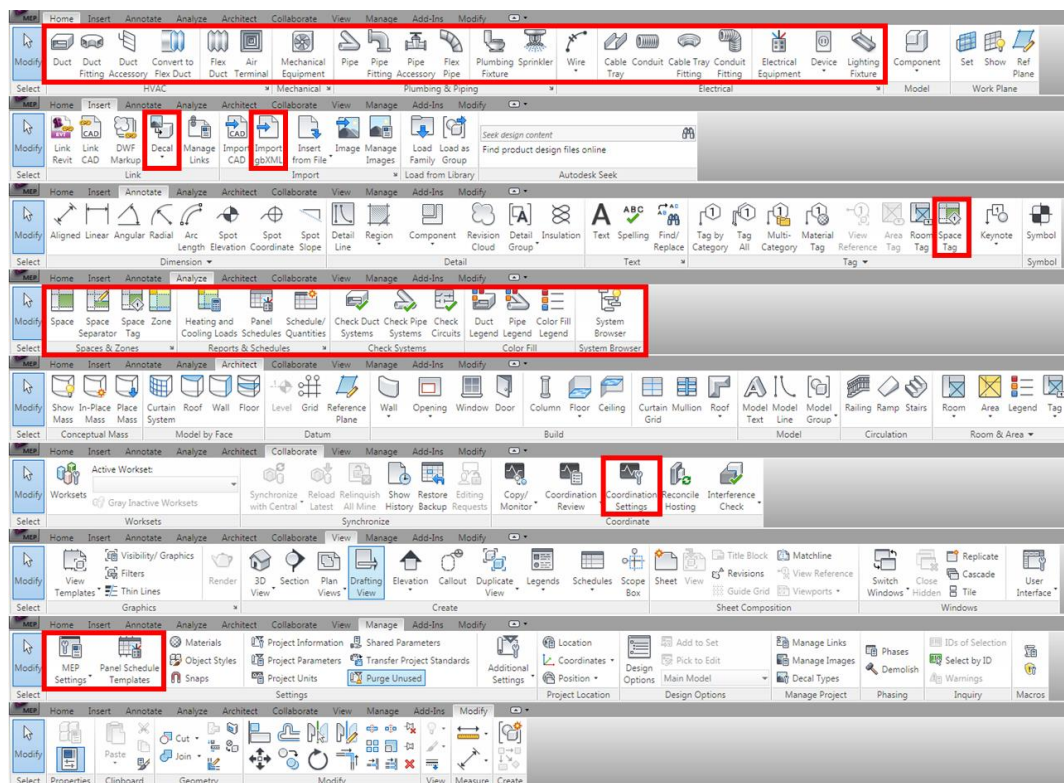 MEP Home Insert Annotate Analyze Architect Collaborate View Manage Add-Ins Modify
Modify Duct Duct Duct Convert to Flex Air Mechanical Pipe Pipe Pipe Flex Plumbing Sprinkler Wire Cable Conduit Cable Tray Conduit Electrical Device Lighting Component Set Show Ref
Fitting Accessory Flex Duct Duct Terminal Equipment Fitting Accessory Pipe Fixture Tray Fitting Fitting Equipment Fixture Plane
Select HVAC Mechanical Plumbing & Piping Electrical Model Work Plane
MEP Home Insert Annotate Analyze Architect Collaborate View Manage Add-Ins Modify
Seek design content
Modify Link Link DWF Decal Manage Import Import Insert Image Manage Load Load as Find product design files online
Revit CAD Markup Links CAD gbXML from File Images Family Group
Select Link Import Load from Library Autodesk Seek
MEP Home Insert Annotate Analyze Architect Collaborate View Manage Add-Ins Modify
Modify Aligned Linear Angular Radial Arc Spot Spot Spot Detail Region Component Revision Detail Insulation Text Spelling Find/ Tag by Tag Multi- Material View Area Room Space Keynote Symbol
Length Elevation Coordinate Slope Line Cloud Group Replace Category All Category Tag Reference Tag Tag Tag
Select Dimension Detail Text Tag Symbol
MEP Home Insert Annotate Analyze Architect Collaborate View Manage Add-Ins Modify
Modify Space Space Space Zone Heating and Panel Schedule/ Check Duct Check Pipe Check Duct Pipe Color Fill System
Separator Tag Cooling Loads Schedules Quantities Systems Systems Circuits Legend Legend Legend Browser
Select Spaces & Zones Reports & Schedules Check Systems Color Fill System Browser
MEP Home Insert Annotate Analyze Architect Collaborate View Manage Add-Ins Modify
Modify Show In-Place Place Curtain Roof Wall Floor Level Grid Reference Wall Opening Window Door Column Floor Ceiling Curtain Mullion Roof Model Model Model Railing Ramp Stairs Room Area Legend Tag
Mass Mass Mass System Plane Grid Text Line Group
Select Conceptual Mass Model by Face Datum Build Model Circulation Room & Area
MEP Home Insert Annotate Analyze Architect Collaborate View Manage Add-Ins Modify
Active Workset:
Modify Worksets Synchronize Reload Relinquish Show Restore Editing Copy/ Coordination Coordination Reconcile Interference
Gray Inactive Worksets with Central Latest All Mine History Backup Requests Monitor Review Settings Hosting Check
Select Worksets Synchronize Coordinate
MEP Home Insert Annotate Analyze Architect Collaborate View Manage Add-Ins Modify
Visibility/ Graphics Title Block Matchline Replicate
Modify View Filters Render 3D Section Plan Drafting Elevation Callout Duplicate Legends Schedules Scope Sheet View Revisions View Reference Switch Close Cascade User
Templates Thin Lines View Views View View Box Guide Grid Viewports Windows Hidden Tile Interface
Select Graphics Create Sheet Composition Windows
MEP Home Insert Annotate Analyze Architect Collaborate View Manage Add-Ins Modify
Materials Project Information Shared Parameters Location Add to Set Manage Links IDs of Selection
Modify MEP Panel Schedule Object Styles Project Parameters Transfer Project Standards Additional Coordinates Design Pick to Edit Manage Images Phases Select by ID
Settings Templates Snaps Project Units Purge Unused Settings Position Options Main Model Decal Types Demolish Warnings
Select Settings Project Location Design Options Manage Project Phasing Inquiry Macros
MEP Home Insert Annotate Analyze Architect Collaborate View Manage Add-Ins Modify
Cut
Modify Paste Join
Select Properties Clipboard Geometry Modify View Measure Create